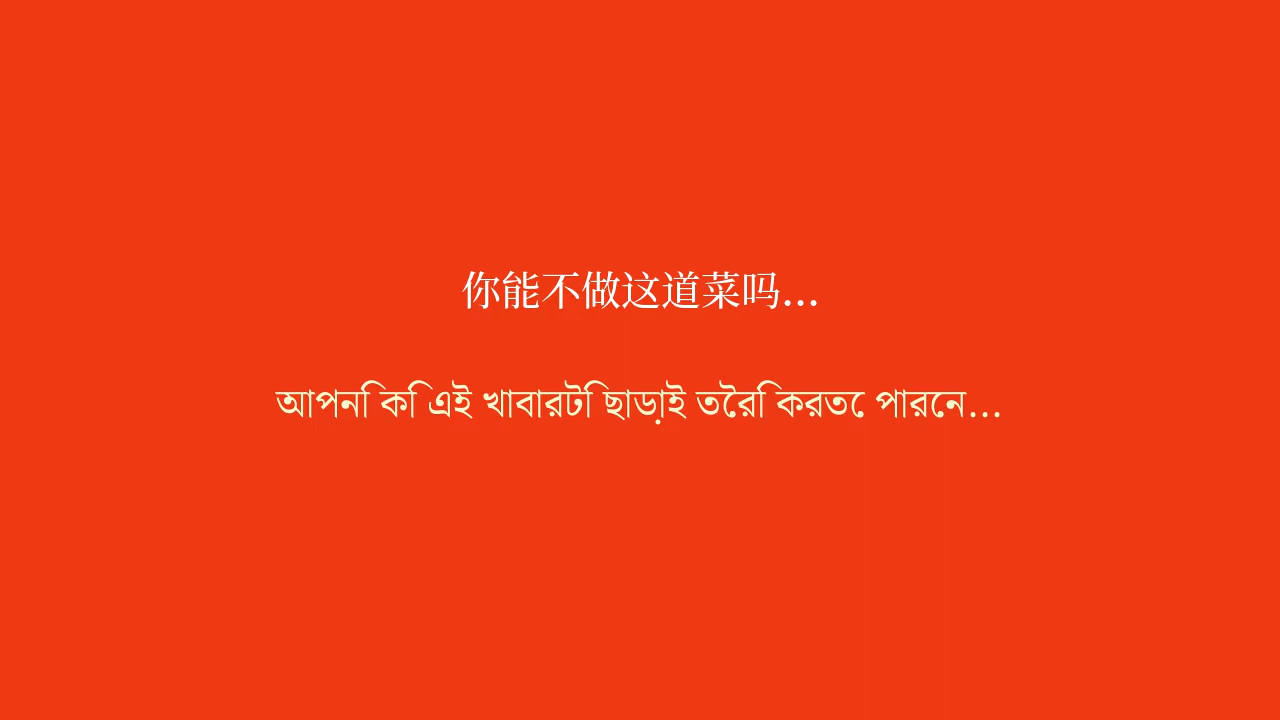 你能不做这道菜吗...
আপনি কি এই খাবারটি ছাড়াই তৈরি করতে পারেন...